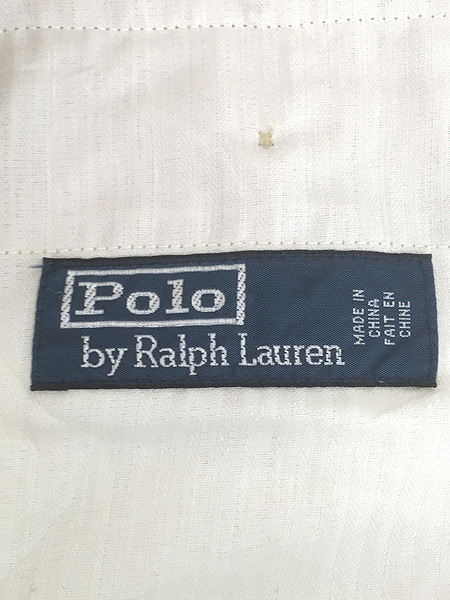 Polo
by Ralph Lauren
MADE IN
CHINA
FAIT EN
CHINE